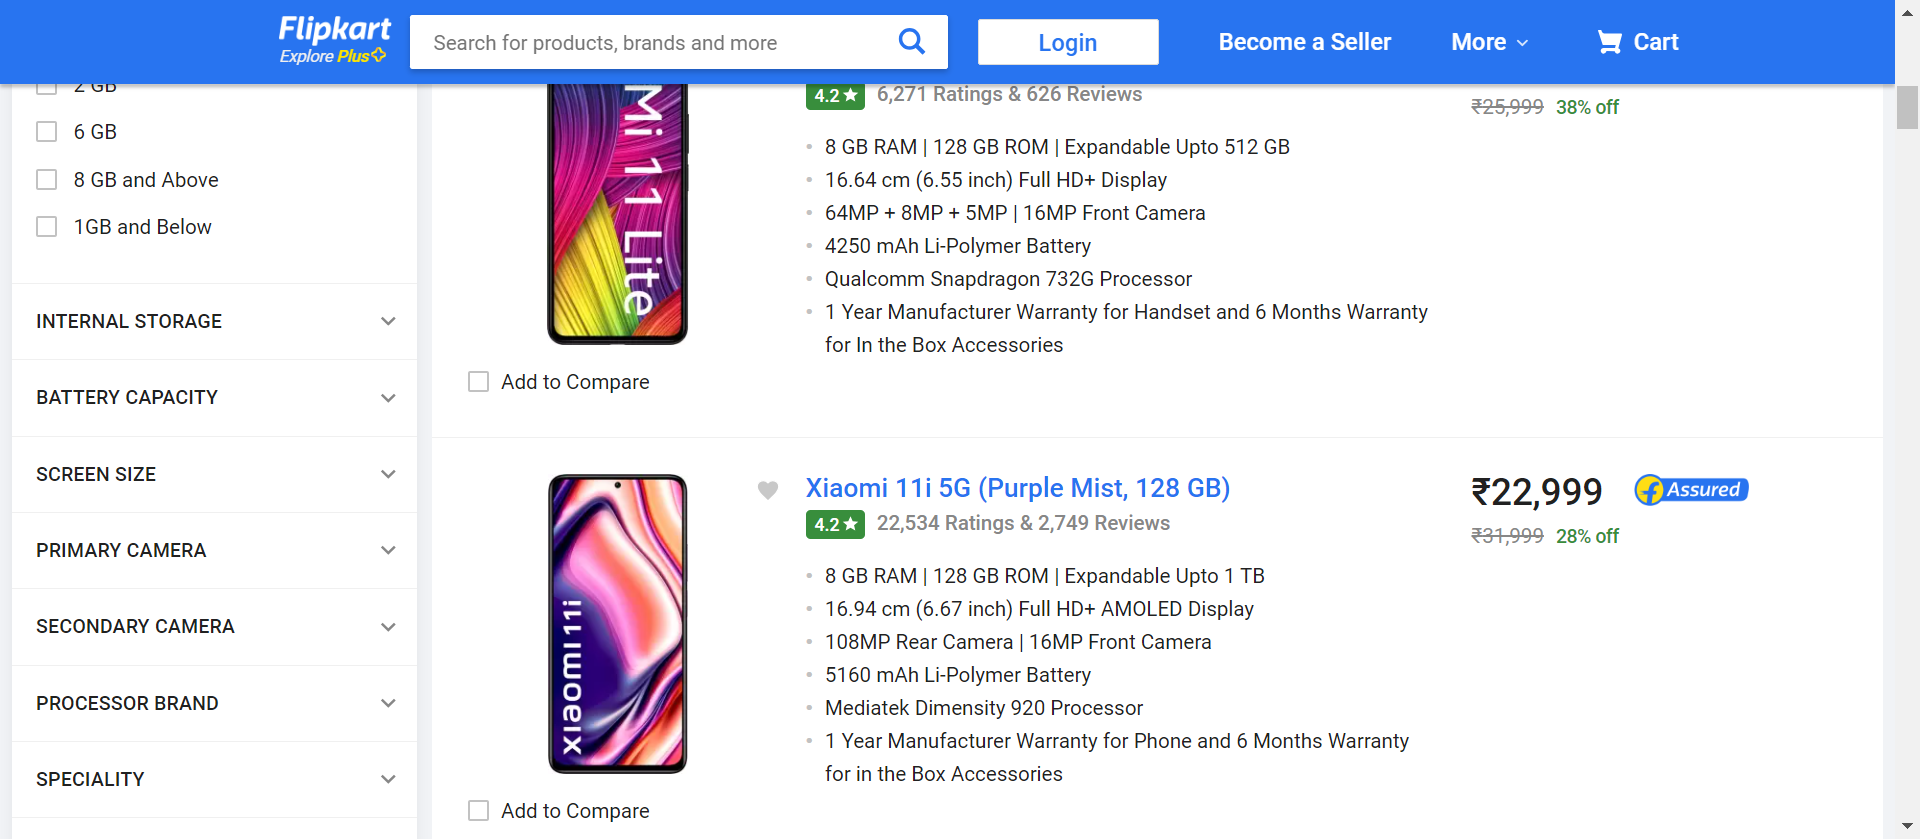 Flipkart
Explore Plus
Search for products, brands and more
Login
Become a Seller
More
Cart
2 GB
6 GB
8 GB and Above
1GB and Below
INTERNAL STORAGE
BATTERY CAPACITY
SCREEN SIZE
PRIMARY CAMERA
SECONDARY CAMERA
PROCESSOR BRAND
SPECIALITY
Mi 11 Lite
Add to Compare
4.2★ 6,271 Ratings & 626 Reviews
8 GB RAM | 128 GB ROM | Expandable Upto 512 GB
16.64 cm (6.55 inch) Full HD+ Display
64MP + 8MP + 5MP | 16MP Front Camera
4250 mAh Li-Polymer Battery
Qualcomm Snapdragon 732G Processor
1 Year Manufacturer Warranty for Handset and 6 Months Warranty
for In the Box Accessories
₹25,999 38% off
xiaomi 11i
Add to Compare
Xiaomi 11i 5G (Purple Mist, 128 GB)
4.2★ 22,534 Ratings & 2,749 Reviews
8 GB RAM | 128 GB ROM | Expandable Upto 1 TB
16.94 cm (6.67 inch) Full HD+ AMOLED Display
108MP Rear Camera | 16MP Front Camera
5160 mAh Li-Polymer Battery
Mediatek Dimensity 920 Processor
1 Year Manufacturer Warranty for Phone and 6 Months Warranty
for in the Box Accessories
₹22,999
f Assured
₹31,999 28% off